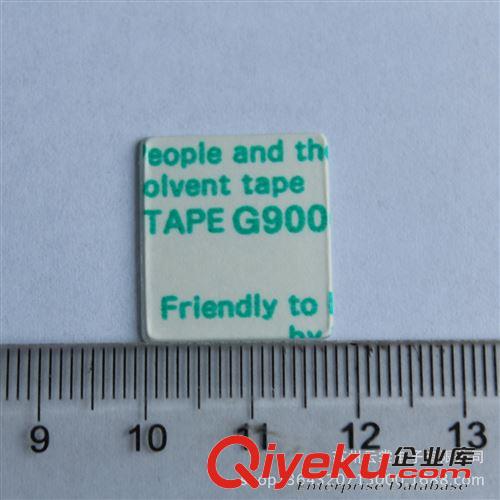 eople and the
olvent tape
TAPE G900
Friendly to
by
9 10 11 12 13
Qiyeku.com 企业库
Enterprise Database